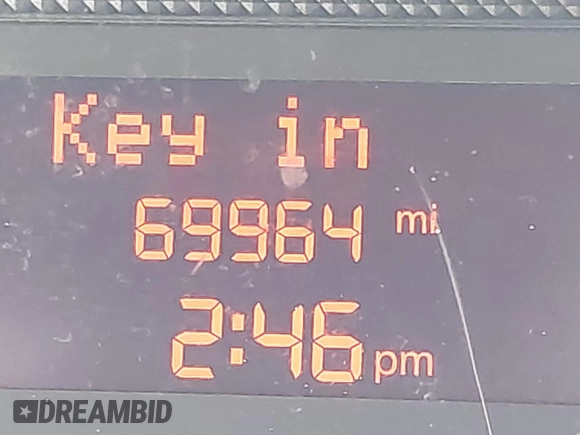 Key in
69964 mi
2:46 pm
DREAMBID